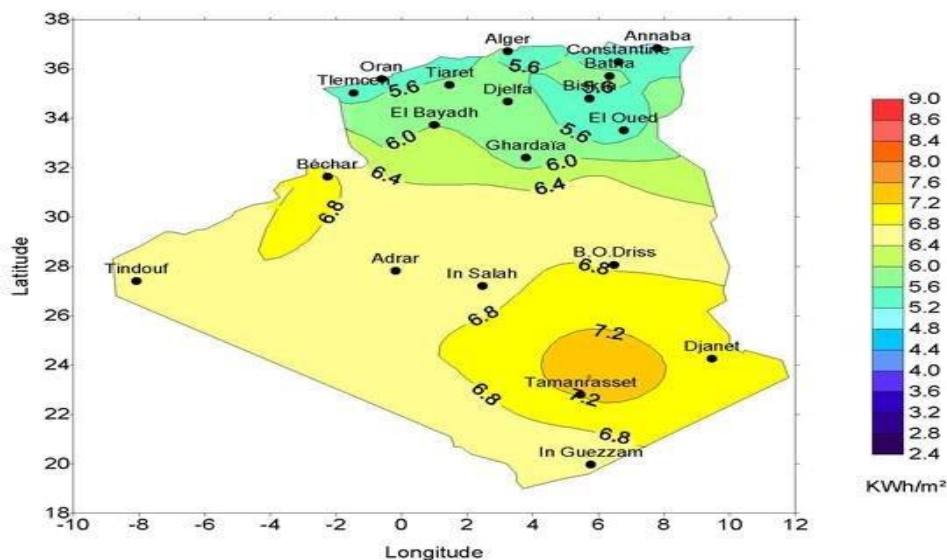 38
36
34
32
30
28
26
24
22
20
18
Latitude
-10 -8 -6 -4 -2 0 2 4 6 8 10 12
Longitude
Annaba
Alger
Constantine
Oran
5.6
Batna
Tlemcen
Tiaret
5.6
Djelfa
Biskra
5.6
El Bayadh
El Oued
5.6
6.0
Ghardaïa
6.0
Béchar
6.4
6.4
6.8
B.O.Driss
Tindouf
Adrar
6.8
In Salah
6.8
7.2
Djanet
Tamanrasset
6.8
7.2
6.8
In Guezzam
9.0
8.6
8.4
8.0
7.6
7.2
6.8
6.4
6.0
5.6
5.2
4.8
4.4
4.0
3.6
3.2
2.8
2.4
KWh/m²